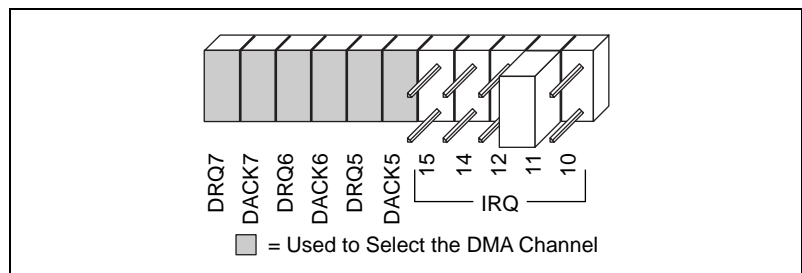 DRQ7
DACK7
DRQ6
DACK6
DRQ5
DACK5
15
14
12
11
10
IRQ
= Used to Select the DMA Channel